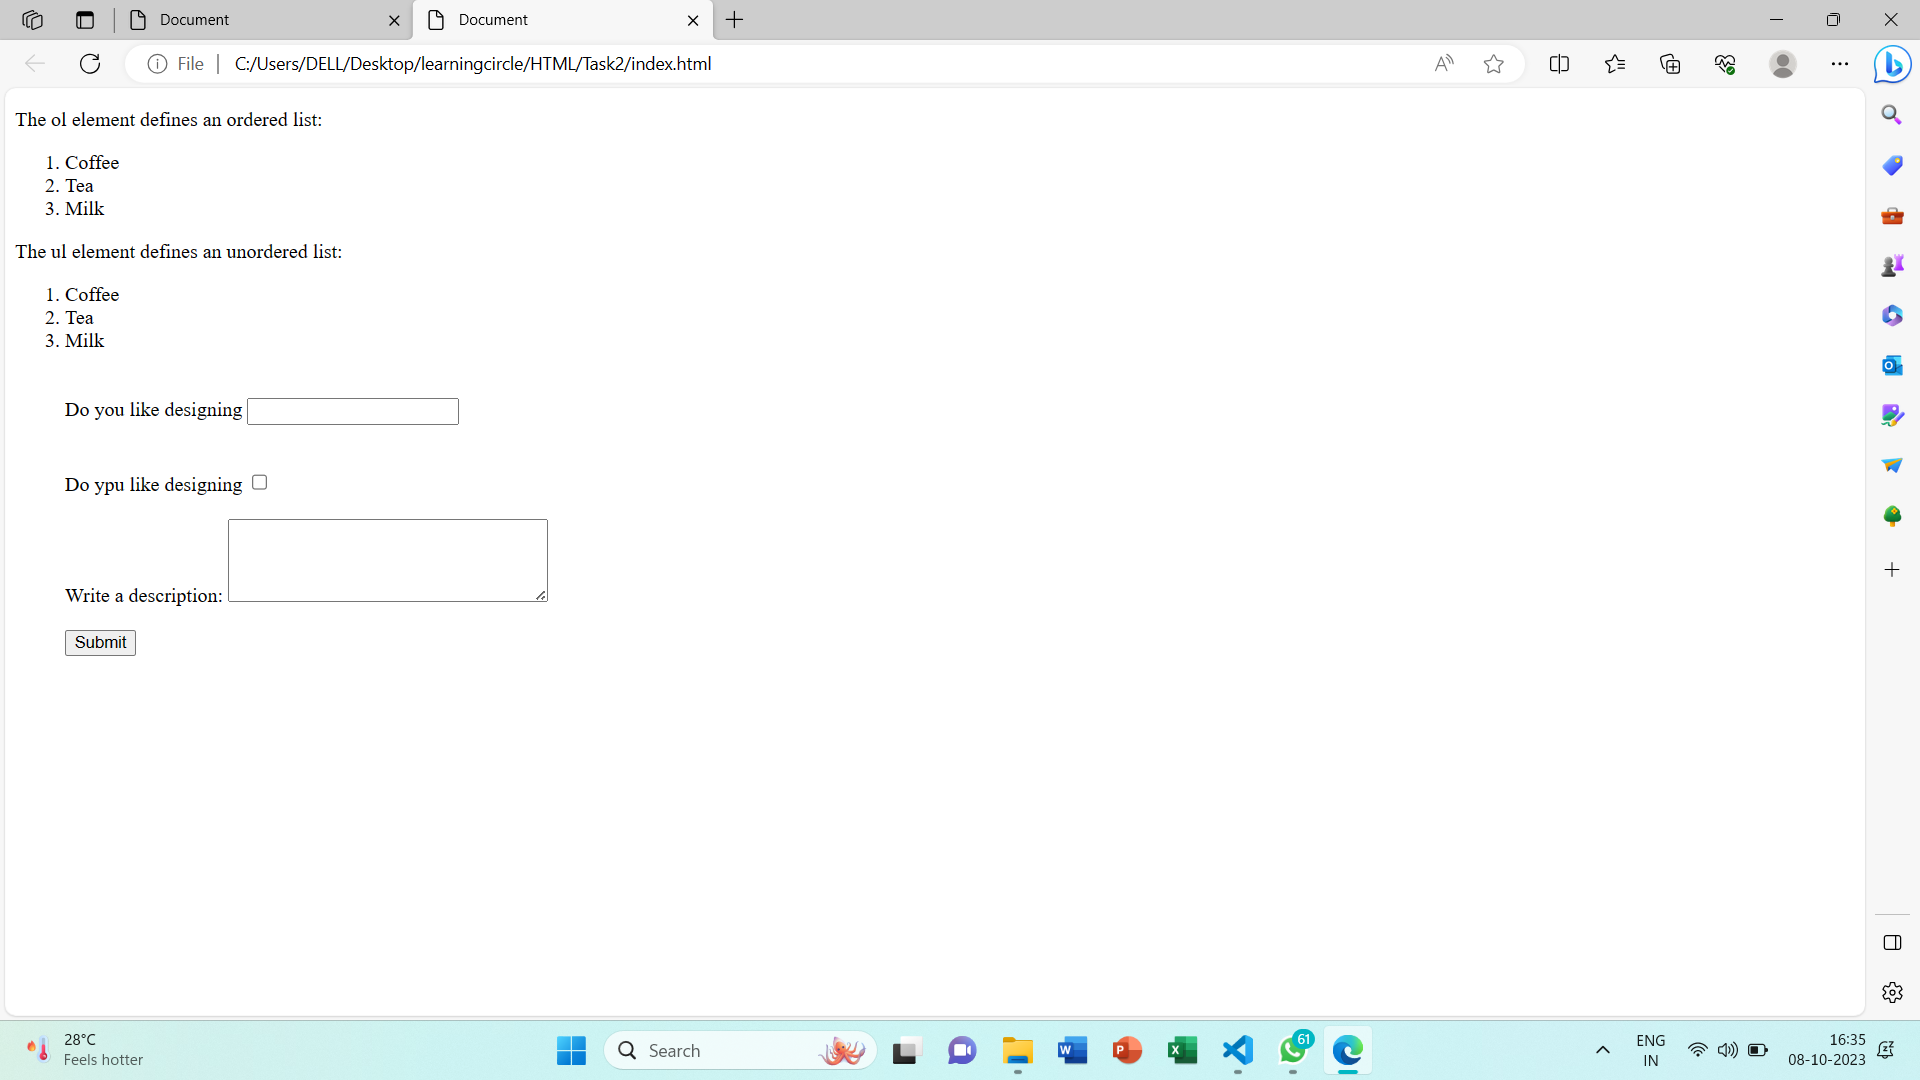 Document
Document
File
C:/Users/DELL/Desktop/learningcircle/HTML/Task2/index.html
The ol element defines an ordered list:
1. Coffee
2. Tea
3. Milk
The ul element defines an unordered list:
1. Coffee
2. Tea
3. Milk
Do you like designing
Do ypu like designing
Write a description:
Submit
28°C
Feels hotter
Search
61
ENG
IN
16:35
08-10-2023